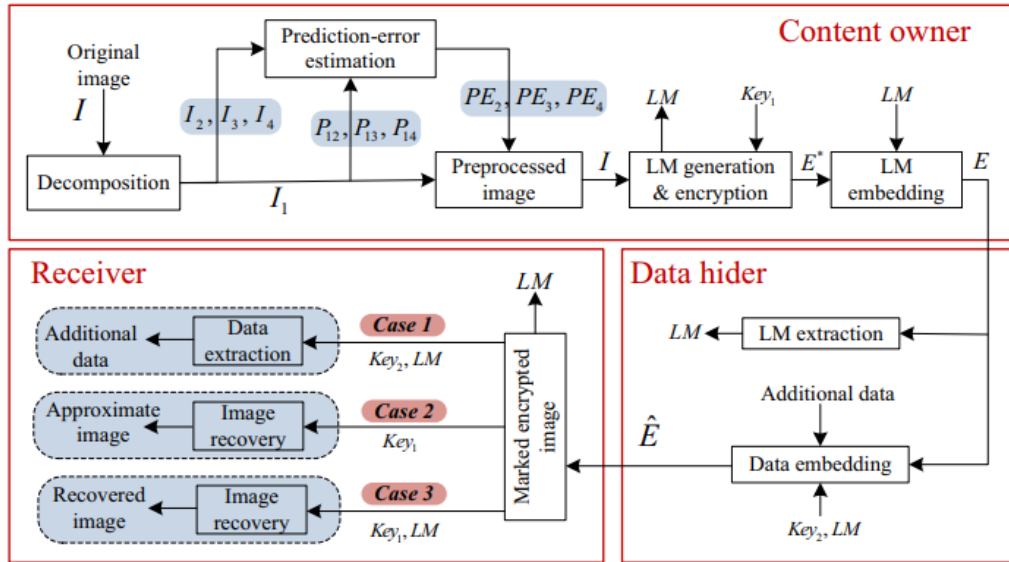 Content owner
Original
image
I
Decomposition
I₂, I₃, I₄
Prediction-error
estimation
P₁₂, P₁₃, P₁₄
I₁
PE₂, PE₃, PE₄
Preprocessed
image
I
LM
Key₁
LM generation
& encryption
E*
LM
LM
embedding
E
Receiver
LM
Additional
data
Data
extraction
Case 1
Key₂, LM
Approximate
image
Image
recovery
Case 2
Key₁
Recovered
image
Image
recovery
Case 3
Key₁, LM
Marked encrypted
image
Ê
Data hider
LM
LM extraction
Additional data
Data embedding
Key₂, LM